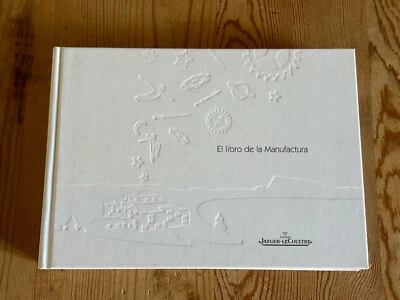 El libro de la Manufactura
JAEGER-LECOULTRE